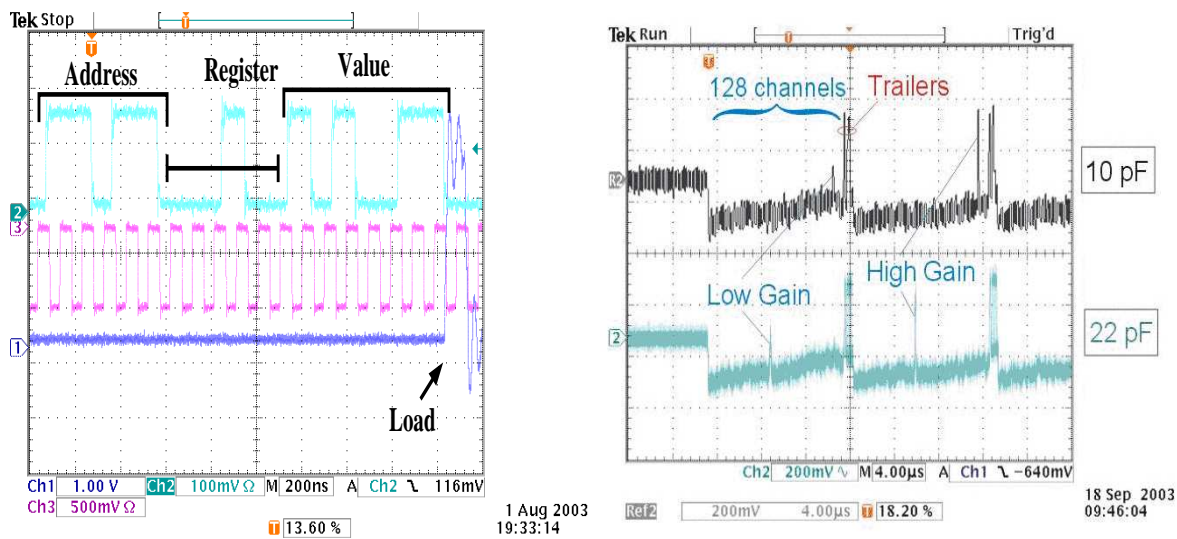 Tek Stop
T
T
Address
Register
Value
2
3
1
Load
Ch1 1.00 V Ch2 100mV Ω M 200ns A Ch2 116mV
Ch3 500mV Ω
T 13.60 %
1 Aug 2003
19:33:14
Tek Run
Trig'd
T
128 channels
Trailers
R2
10 pF
Low Gain
High Gain
2
22 pF
Ch2 200mV M 4.00µs A Ch1 -640mV
Ref2 200mV 4.00µs T 18.20 %
18 Sep 2003
09:46:04